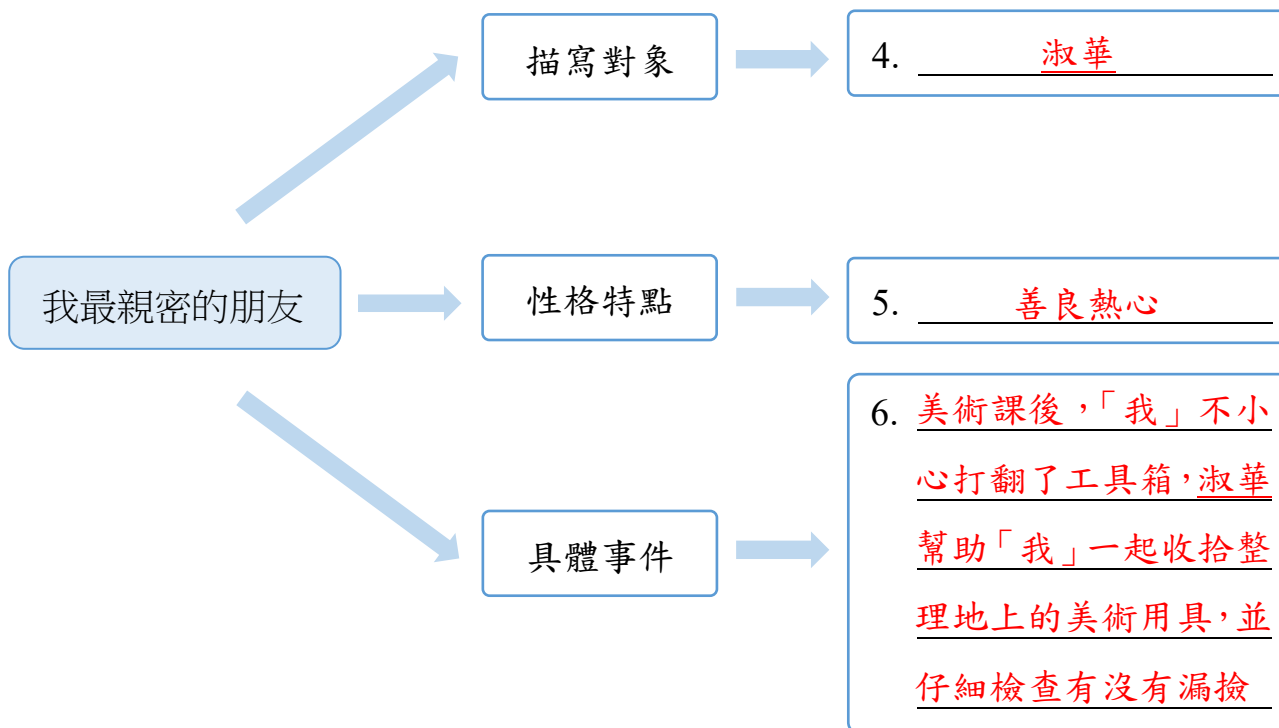 描寫對象
4. 淑華
我最親密的朋友
性格特點
5. 善良熱心
具體事件
6. 美術課後，「我」不小
心打翻了工具箱，淑華
幫助「我」一起收拾整
理地上的美術用具，並
仔細檢查有沒有漏撿